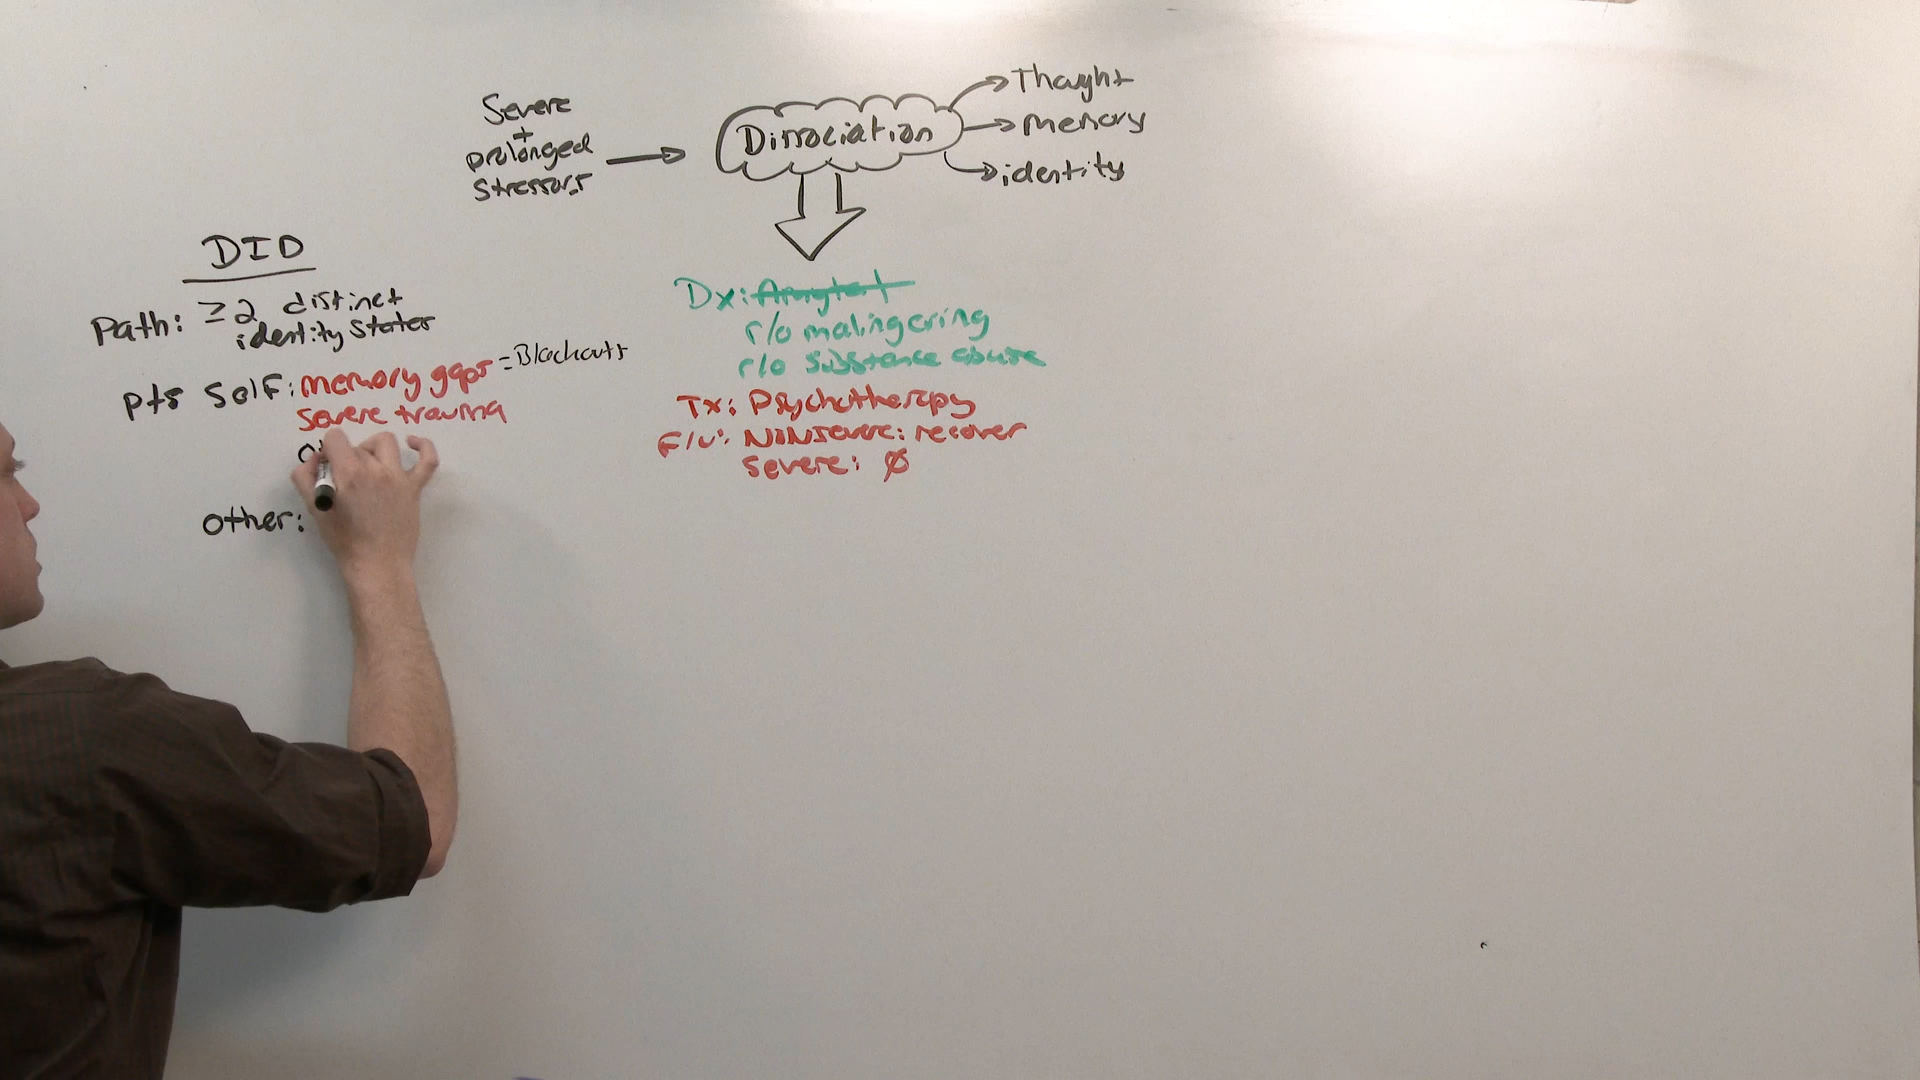 Severe
+
prolonged
stressors
Dissociation
Thought
memory
identity
DID
Path: ≥2 distinct
identity states
pts self: memory gaps = Blackouts
severe trauma
other:
Dx:
r/o malingering
r/o substance abuse
Tx: Psychotherapy
F/u: Nonsevere: recover
severe: ∅